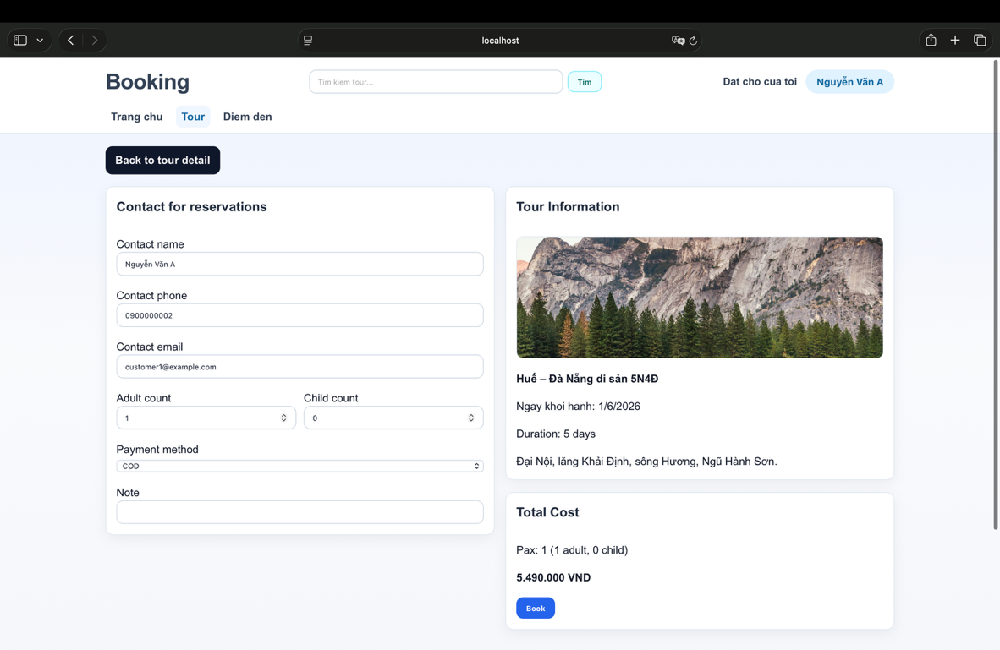 localhost
Booking
Tim kiem tour...
Tim
Dat cho cua toi
Nguyễn Văn A
Trang chu
Tour
Diem den
Back to tour detail
Contact for reservations
Contact name
Nguyễn Văn A
Contact phone
0900000002
Contact email
customer1@example.com
Adult count
Child count
1
0
Payment method
COD
Note
Tour Information
Huế – Đà Nẵng di sản 5N4Đ
Ngay khoi hanh: 1/6/2026
Duration: 5 days
Đại Nội, lăng Khải Định, sông Hương, Ngũ Hành Sơn.
Total Cost
Pax: 1 (1 adult, 0 child)
5.490.000 VND
Book